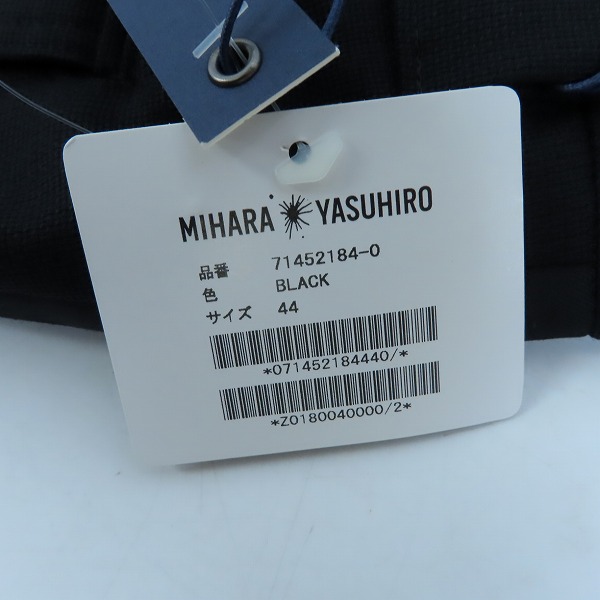 MIHARA YASUHIRO
品番 71452184-0
色 BLACK
サイズ 44
*071452184440/*
*Z0180040000/2*